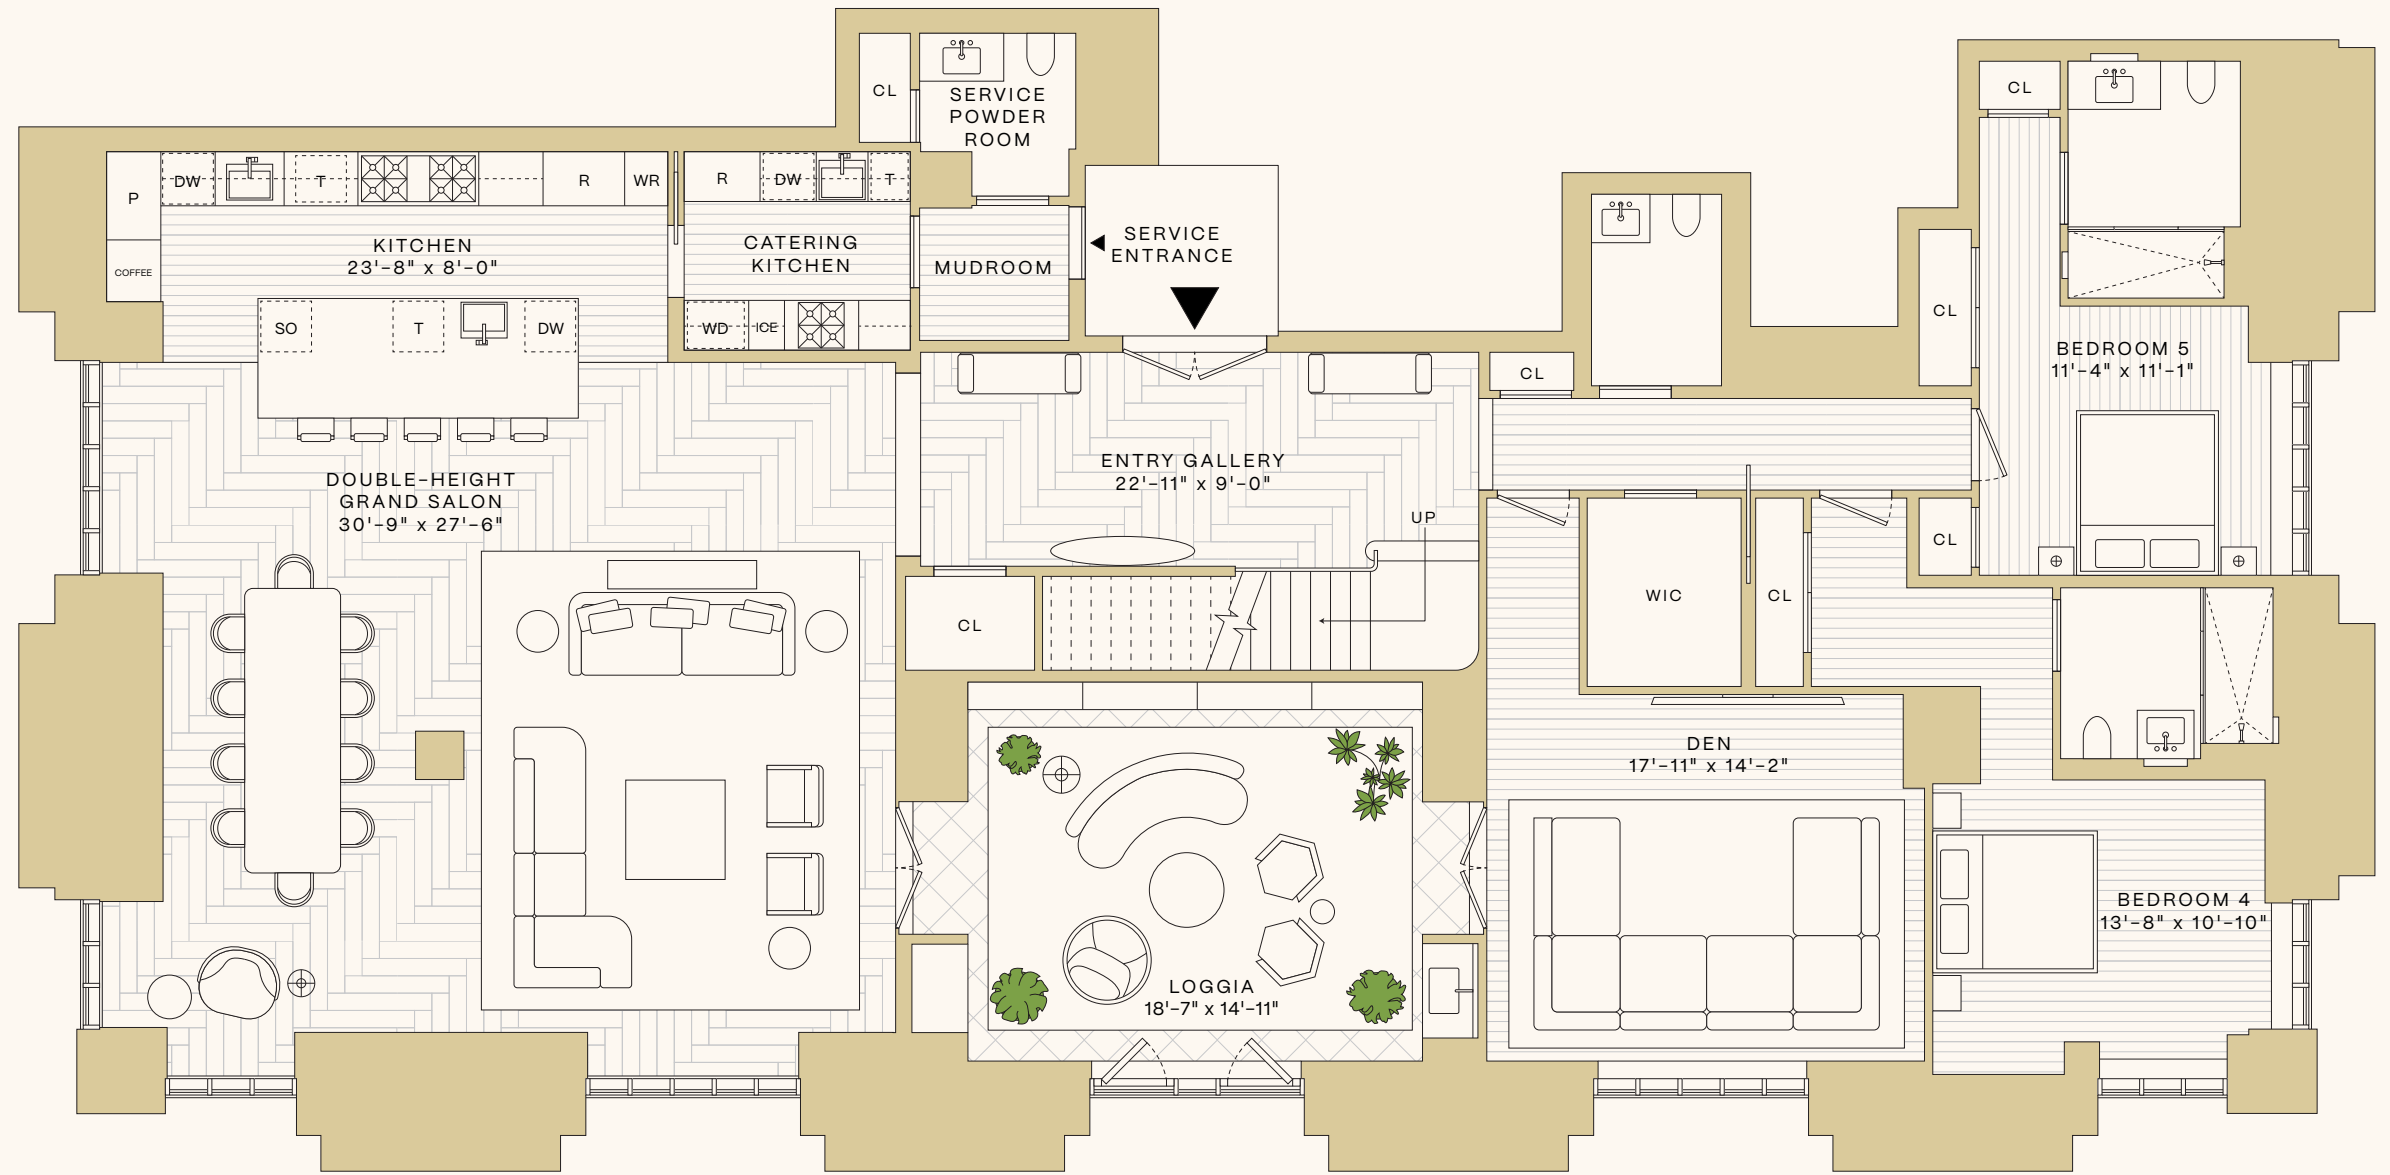 CL
SERVICE
POWDER
ROOM
CL
P
DW
T
R
WR
R
DW
T
COFFEE
KITCHEN
23'-8" x 8'-0"
CATERING
KITCHEN
MUDROOM
SERVICE
ENTRANCE
SO
T
DW
WD
ICE
CL
BEDROOM 5
11'-4" x 11'-1"
CL
DOUBLE-HEIGHT
GRAND SALON
30'-9" x 27'-6"
ENTRY GALLERY
22'-11" x 9'-0"
UP
CL
CL
WIC
CL
DEN
17'-11" x 14'-2"
BEDROOM 4
13'-8" x 10'-10"
LOGGIA
18'-7" x 14'-11"